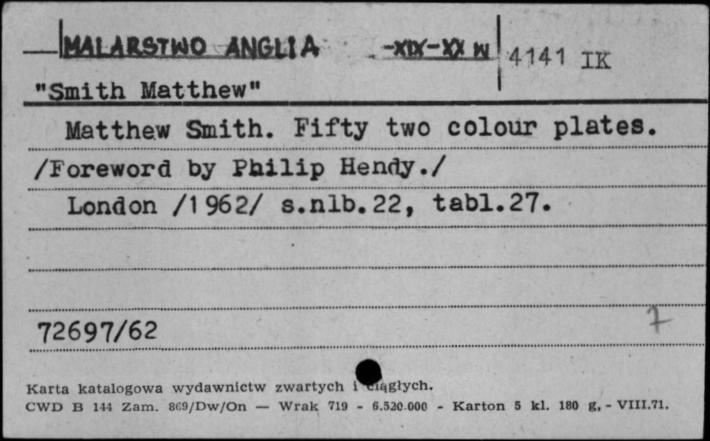 MALARSTWO ANGLIA -XIX-XX W
4141 IK
"Smith Matthew"
Matthew Smith. Fifty two colour plates.
/Foreword by Philip Hendy./
London /1962/ s.nlb.22, tabl.27.
72697/62
7
Karta katalogowa wydawnictw zwartych i ciągłych.
CWD B 144 Zam. 869/Dw/On — Wrak 719 - 6.520.000 - Karton 5 kl. 180 g, - VIII.71.